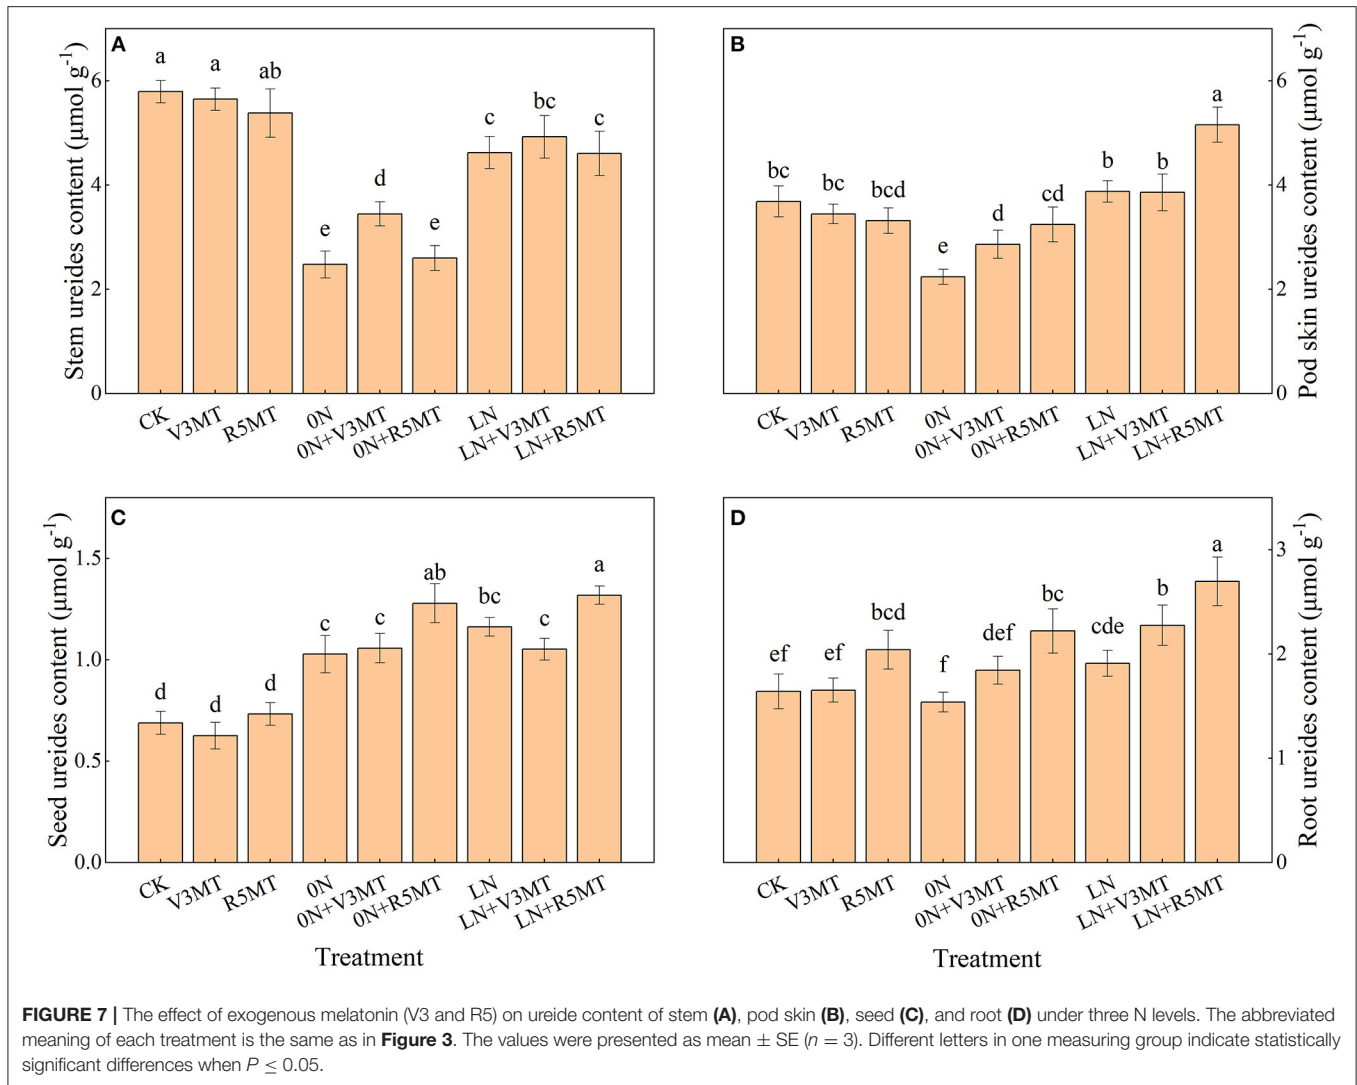 A
Stem ureides content (μmol g-1)
6
4
2
0
a
a
ab
e
d
e
c
bc
c
CK
V3MT
R5MT
0N
0N+V3MT
0N+R5MT
LN
LN+V3MT
LN+R5MT
B
Pod skin ureides content (μmol g-1)
6
4
2
0
bc
bc
bcd
e
d
cd
b
b
a
CK
V3MT
R5MT
0N
0N+V3MT
0N+R5MT
LN
LN+V3MT
LN+R5MT
C
Seed ureides content (μmol g-1)
1.5
1.0
0.5
0.0
d
d
d
c
c
ab
bc
c
a
CK
V3MT
R5MT
0N
0N+V3MT
0N+R5MT
LN
LN+V3MT
LN+R5MT
Treatment
D
Root ureides content (μmol g-1)
3
2
1
0
ef
ef
bcd
f
def
bc
cde
b
a
CK
V3MT
R5MT
0N
0N+V3MT
0N+R5MT
LN
LN+V3MT
LN+R5MT
Treatment
FIGURE 7 | The effect of exogenous melatonin (V3 and R5) on ureide content of stem (A), pod skin (B), seed (C), and root (D) under three N levels. The abbreviated
meaning of each treatment is the same as in Figure 3. The values were presented as mean ± SE (n = 3). Different letters in one measuring group indicate statistically
significant differences when P ≤ 0.05.